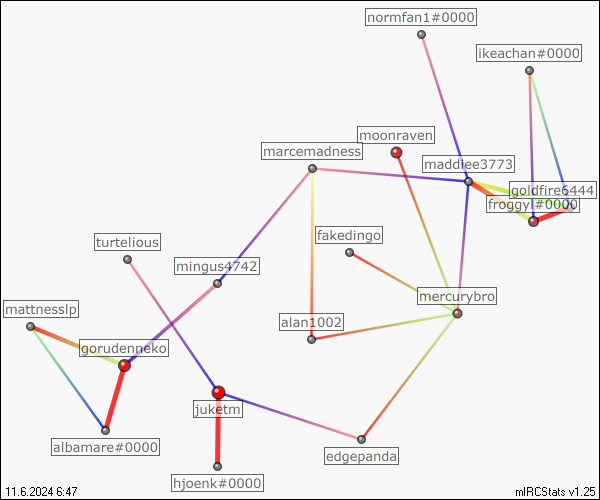 normfan1#0000
ikeachan#0000
moonraven
marcemadness
maddiee3773
goldfire6444
froggyl#0000
turtelious
fakedingo
mingus4742
mercurybro
mattnesslp
alan1002
gorudenneko
juketm
albamare#0000
edgepanda
hjoenk#0000
11.6.2024 6:47
mIRCStats v1.25